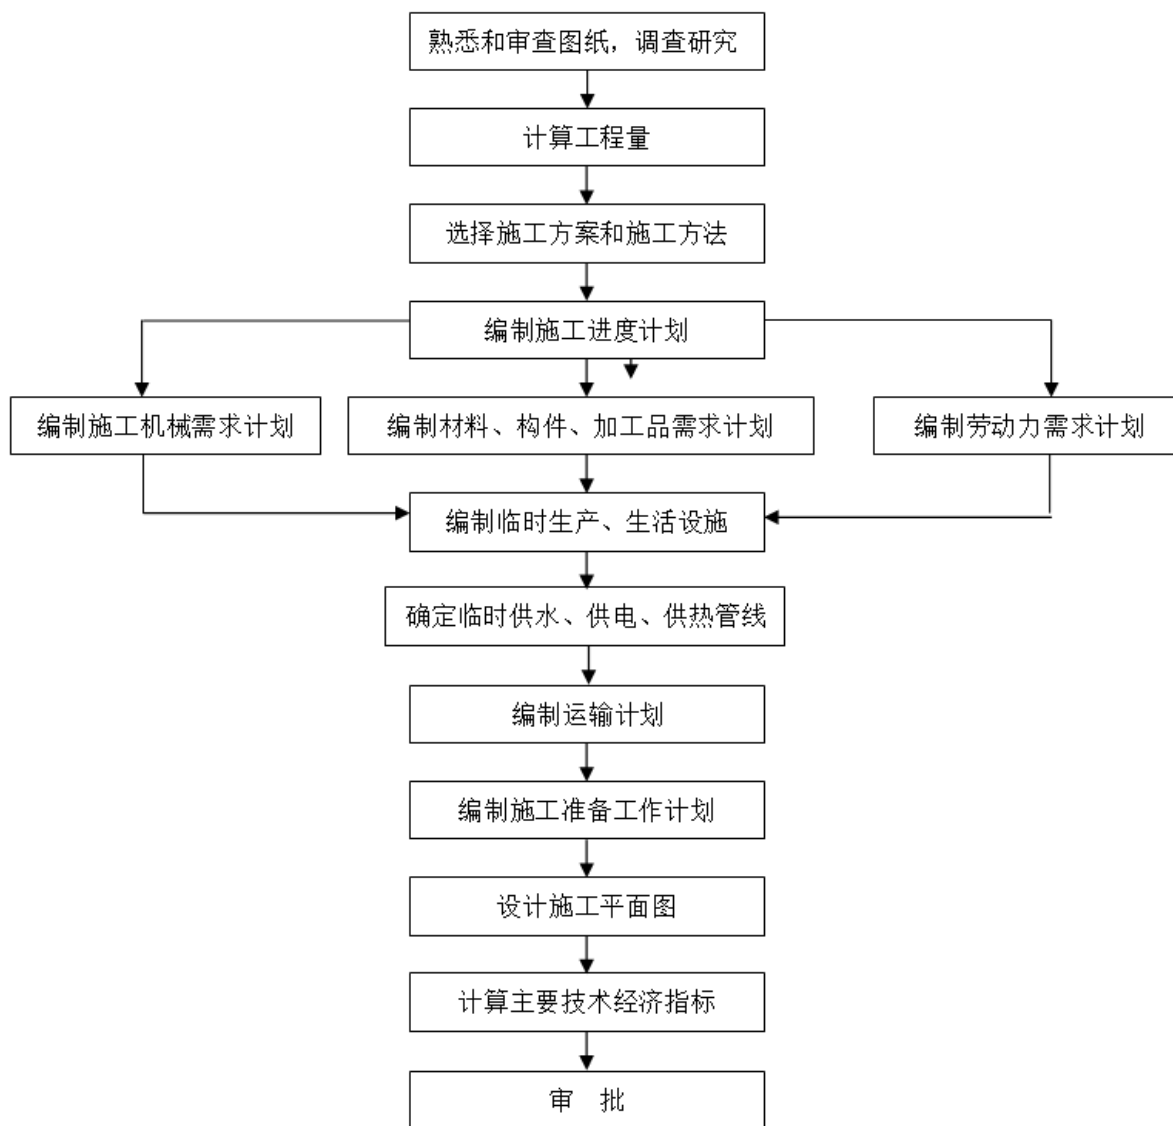 熟悉和审查图纸，调查研究
计算工程量
选择施工方案和施工方法
编制施工进度计划
编制施工机械需求计划
编制材料、构件、加工品需求计划
编制劳动力需求计划
编制临时生产、生活设施
确定临时供水、供电、供热管线
编制运输计划
编制施工准备工作计划
设计施工平面图
计算主要技术经济指标
审 批